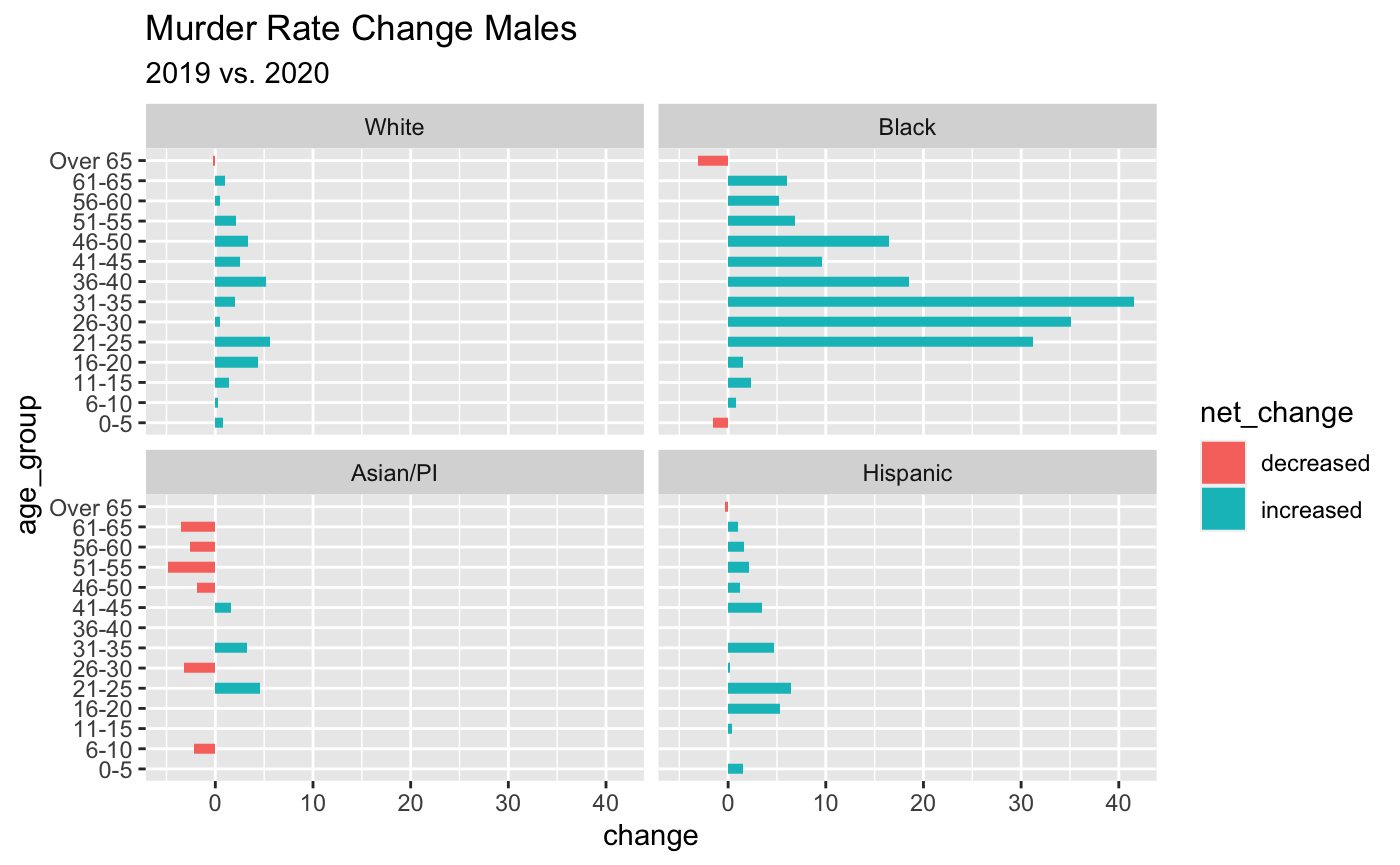 Murder Rate Change Males
2019 vs. 2020
White
Black
Over 65
61-65
56-60
51-55
46-50
41-45
36-40
31-35
26-30
21-25
16-20
11-15
6-10
0-5
Asian/PI
Hispanic
Over 65
61-65
56-60
51-55
46-50
41-45
36-40
31-35
26-30
21-25
16-20
11-15
6-10
0-5
0 10 20 30 40
0 10 20 30 40
change
age_group
net_change
decreased
increased